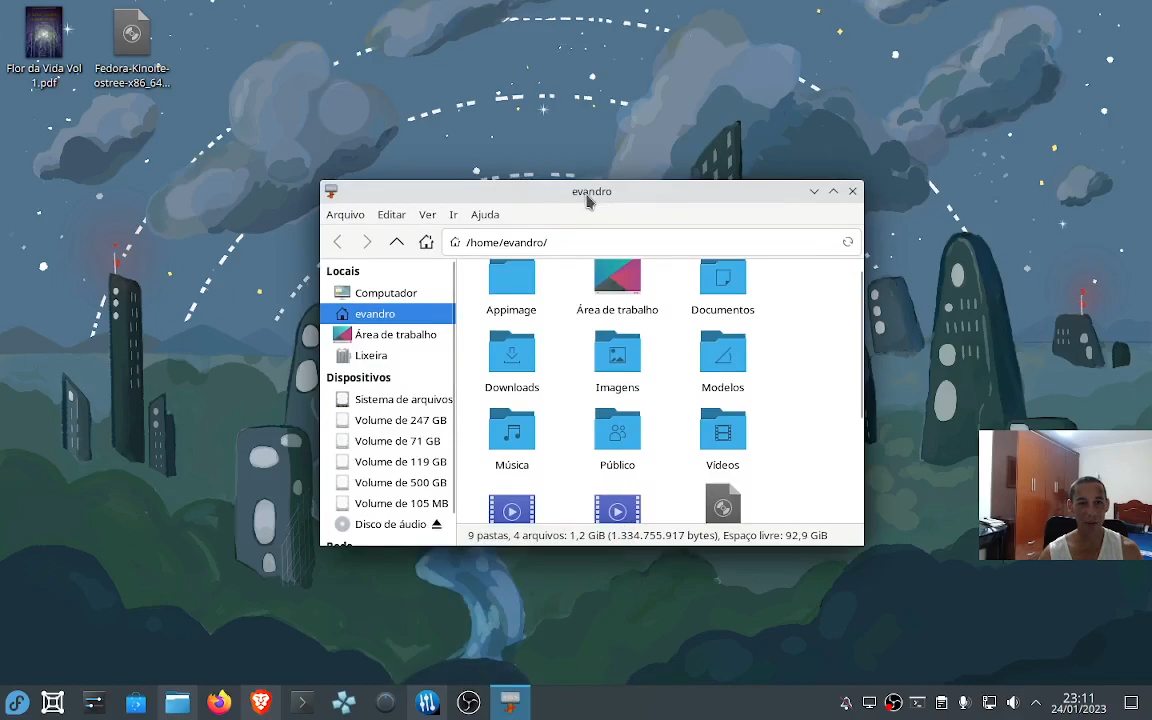 Flor da Vida Vol
1.pdf
Fedora-Kinoite-
ostree-x86_64...
evandro
Arquivo Editar Ver Ir Ajuda
/home/evandro/
Locais
Computador
evandro
Área de trabalho
Lixeira
Dispositivos
Sistema de arquivos
Volume de 247 GB
Volume de 71 GB
Volume de 119 GB
Volume de 500 GB
Volume de 105 MB
Disco de áudio
Rede
Appimage Área de trabalho Documentos
Downloads Imagens Modelos
Música Público Vídeos
9 pastas, 4 arquivos: 1,2 GiB (1.334.755.917 bytes), Espaço livre: 92,9 GiB
23:11
24/01/2023